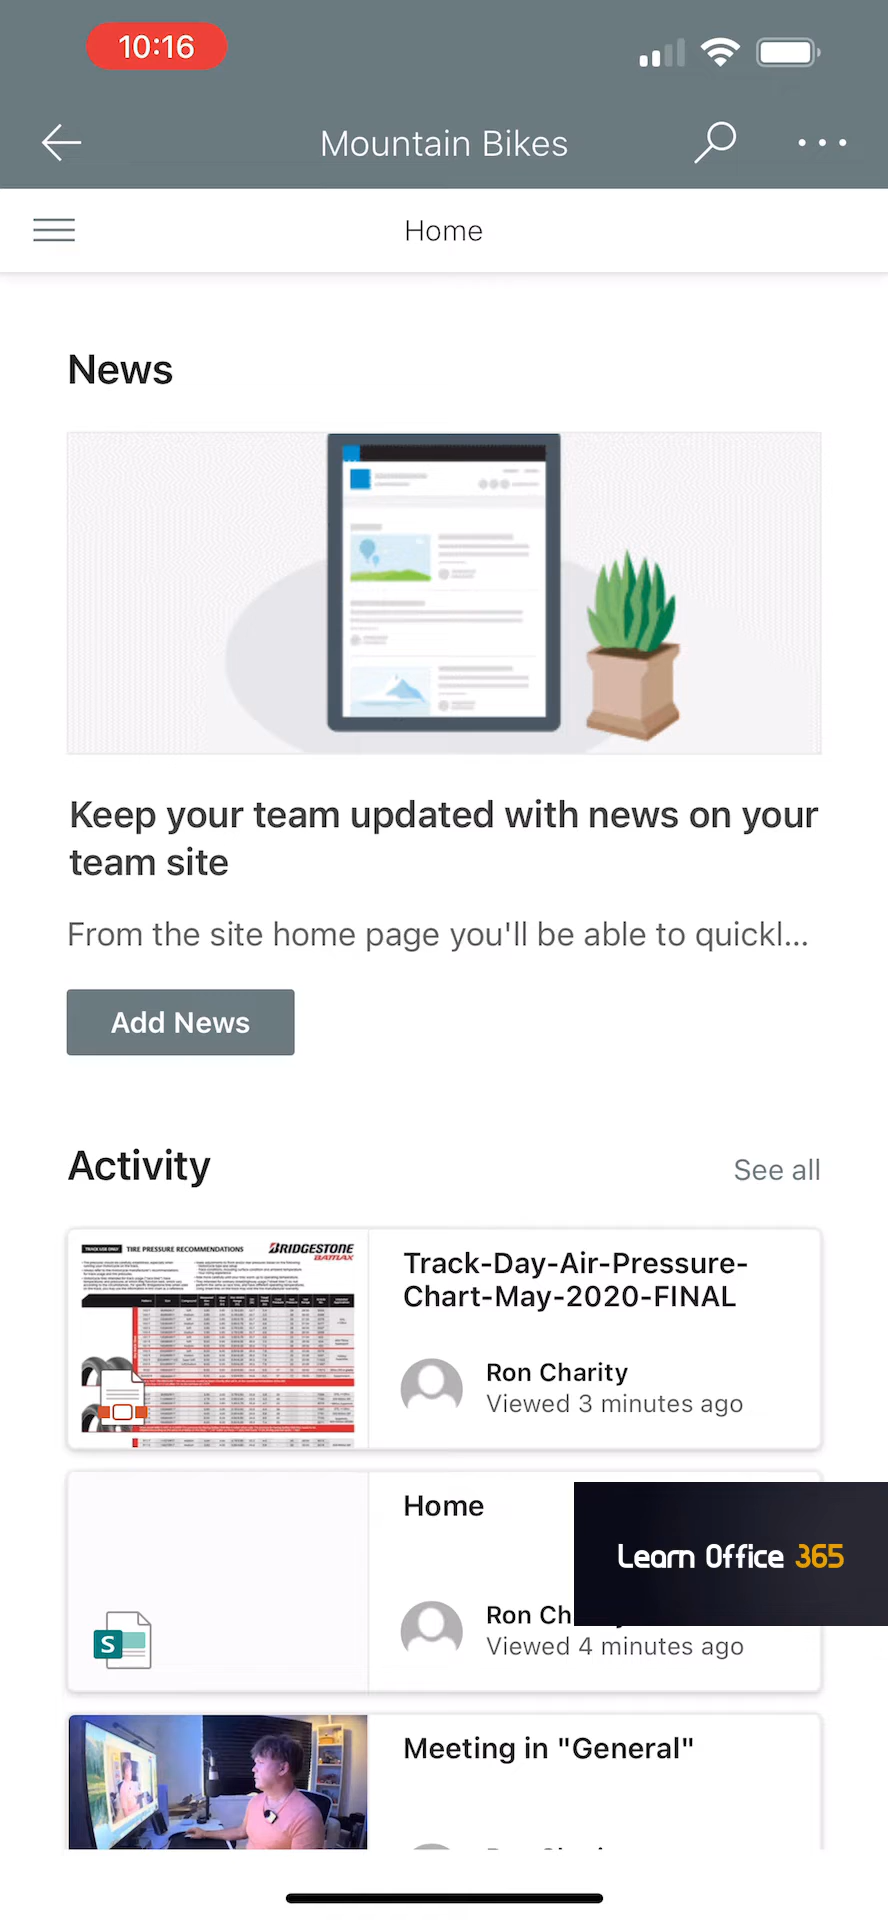 10:16
Mountain Bikes
Home
News
Keep your team updated with news on your
team site
From the site home page you'll be able to quickl...
Add News
Activity
See all
TRACK USE ONLY TIRE PRESSURE RECOMMENDATIONS
BRIDGESTONE
BATTLAX
Track-Day-Air-Pressure-
Chart-May-2020-FINAL
Ron Charity
Viewed 3 minutes ago
Home
Learn Office 365
S
Ron Ch
Viewed 4 minutes ago
Meeting in "General"